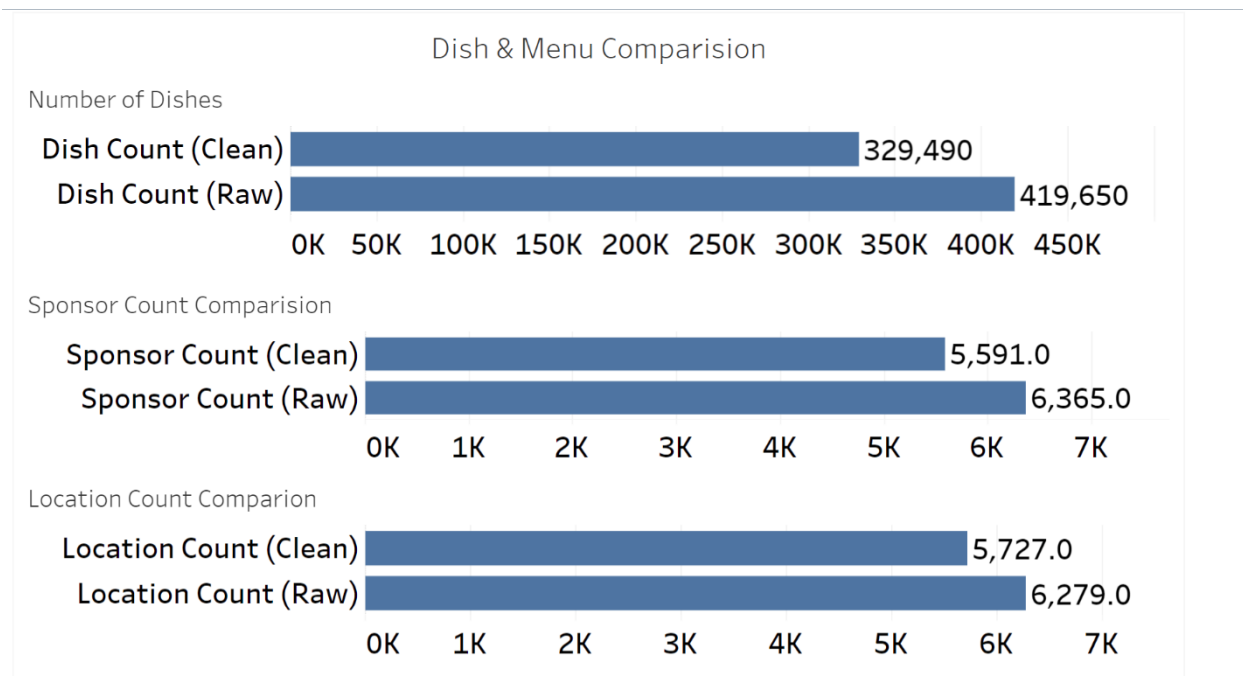 Dish & Menu Comparision
Number of Dishes
Dish Count (Clean) 329,490
Dish Count (Raw) 419,650
0K 50K 100K 150K 200K 250K 300K 350K 400K 450K
Sponsor Count Comparision
Sponsor Count (Clean) 5,591.0
Sponsor Count (Raw) 6,365.0
0K 1K 2K 3K 4K 5K 6K 7K
Location Count Comparion
Location Count (Clean) 5,727.0
Location Count (Raw) 6,279.0
0K 1K 2K 3K 4K 5K 6K 7K